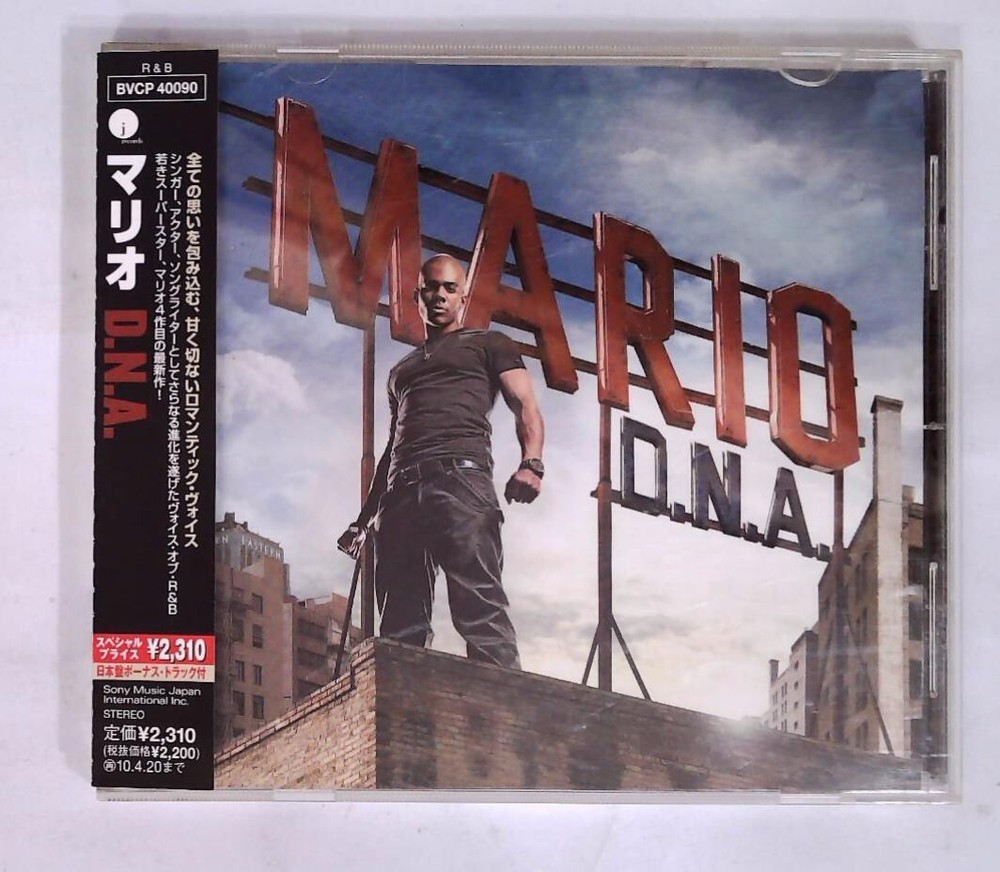 R&B
BVCP 40090
j
records
マリオ D.N.A.
全ての思いを包み込む、甘く切ないロマンティック・ヴォイス
シンガー、アクター、ソングライターとしてさらなる進化を遂げたヴォイス・オブ・R&B
若きスーパースター、マリオ4作目の最新作!
スペシャル
プライス ¥2,310
日本盤ボーナス・トラック付
Sony Music Japan
International Inc.
STEREO
定価¥2,310
(税抜価格¥2,200)
㊢10.4.20まで
MARIO
D.N.A.
EASTERN